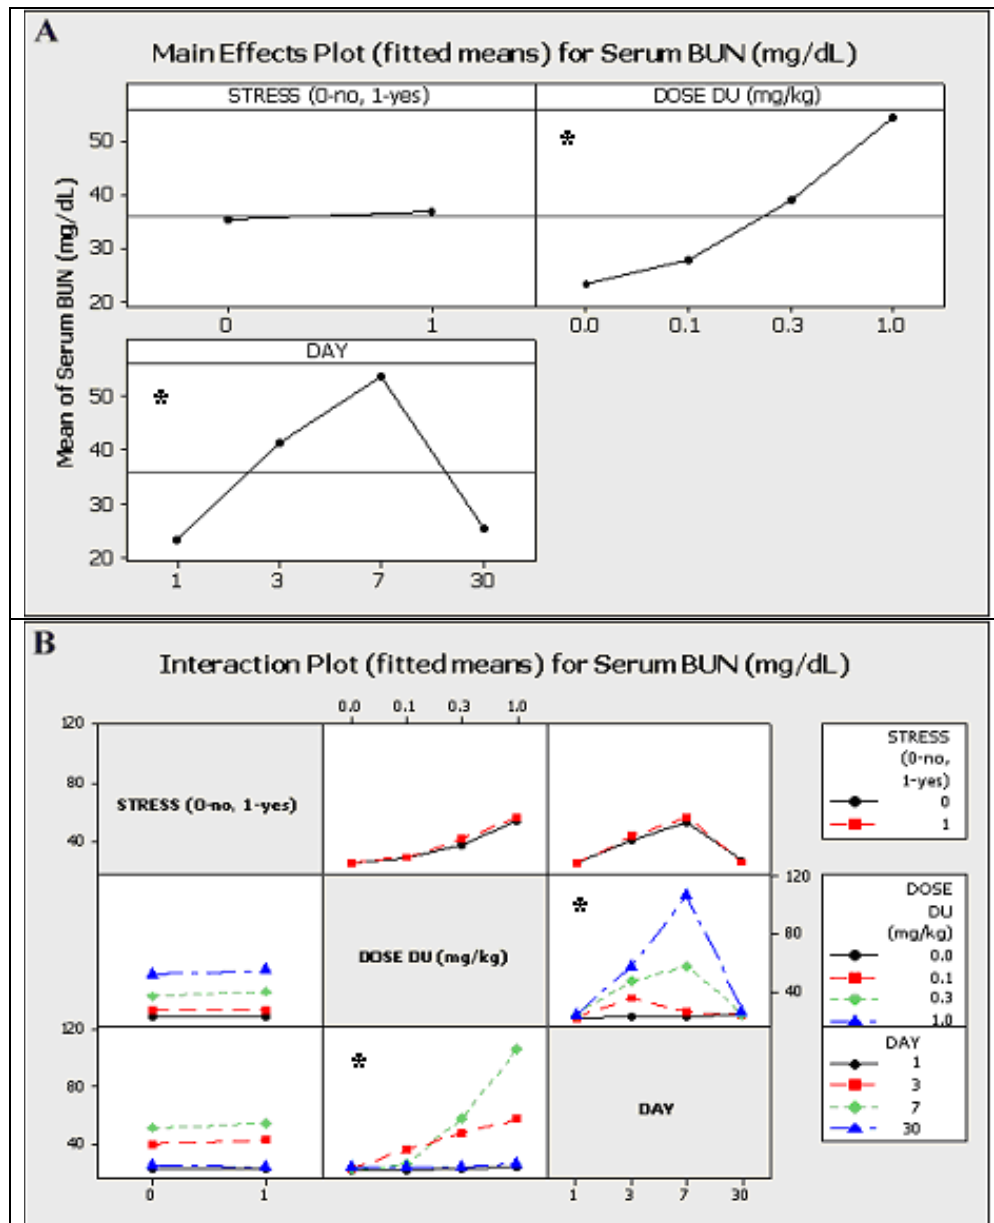 A
Main Effects Plot (fitted means) for Serum BUN (mg/dL)
STRESS (0-no, 1-yes)
DOSE DU (mg/kg)
Mean of Serum BUN (mg/dL)
50
40
30
20
*
0
1
0.0
0.1
0.3
1.0
DAY
50
40
30
20
*
1
3
7
30
B
Interaction Plot (fitted means) for Serum BUN (mg/dL)
0.0
0.1
0.3
1.0
120
80
40
STRESS (0-no, 1-yes)
STRESS
(0-no,
1-yes)
0
1
DOSE DU (mg/kg)
*
120
80
40
DOSE
DU
(mg/kg)
0.0
0.1
0.3
1.0
120
80
40
*
DAY
DAY
1
3
7
30
0
1
1
3
7
30